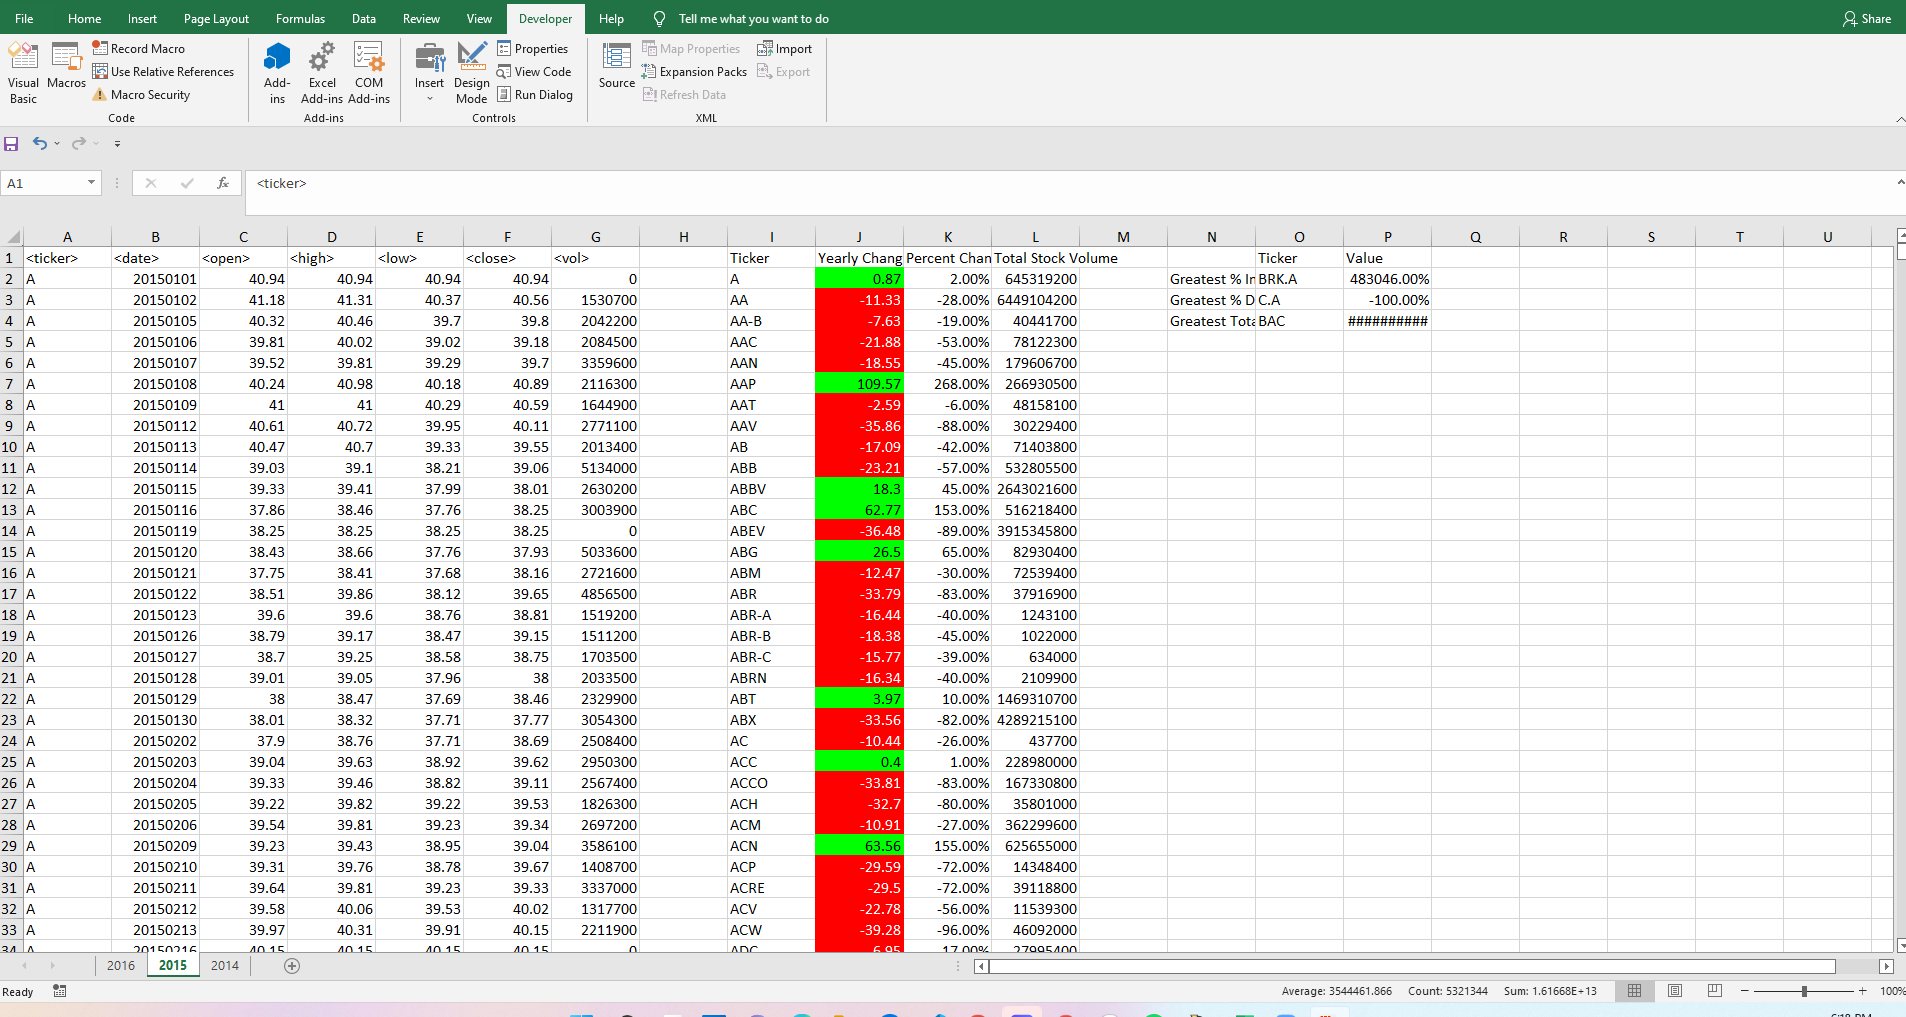 File Home Insert Page Layout Formulas Data Review View Developer Help Tell me what you want to do Share
Visual Basic
Macros
Record Macro
Use Relative References
Macro Security
Code
Add-ins
Excel Add-ins
COM Add-ins
Add-ins
Insert
Design Mode
Properties
View Code
Run Dialog
Controls
Source
Map Properties
Expansion Packs
Refresh Data
Import
Export
XML
A1 fx <ticker>
A B C D E F G H I J K L M N O P Q R S T U
1 <ticker> <date> <open> <high> <low> <close> <vol> Ticker Yearly Chang Percent Chan Total Stock Volume Ticker Value
2 A 20150101 40.94 40.94 40.94 40.94 0 A 0.87 2.00% 645319200 Greatest % In BRK.A 483046.00%
3 A 20150102 41.18 41.31 40.37 40.56 1530700 AA -11.33 -28.00% 6449104200 Greatest % D C.A -100.00%
4 A 20150105 40.32 40.46 39.7 39.8 2042200 AA-B -7.63 -19.00% 40441700 Greatest Tota BAC ##########
5 A 20150106 39.81 40.02 39.02 39.18 2084500 AAC -21.88 -53.00% 78122300
6 A 20150107 39.52 39.81 39.29 39.7 3359600 AAN -18.55 -45.00% 179606700
7 A 20150108 40.24 40.98 40.18 40.89 2116300 AAP 109.57 268.00% 266930500
8 A 20150109 41 41 40.29 40.59 1644900 AAT -2.59 -6.00% 48158100
9 A 20150112 40.61 40.72 39.95 40.11 2771100 AAV -35.86 -88.00% 30229400
10 A 20150113 40.47 40.7 39.33 39.55 2013400 AB -17.09 -42.00% 71403800
11 A 20150114 39.03 39.1 38.21 39.06 5134000 ABB -23.21 -57.00% 532805500
12 A 20150115 39.33 39.41 37.99 38.01 2630200 ABBV 18.3 45.00% 2643021600
13 A 20150116 37.86 38.46 37.76 38.25 3003900 ABC 62.77 153.00% 516218400
14 A 20150119 38.25 38.25 38.25 38.25 0 ABEV -36.48 -89.00% 3915345800
15 A 20150120 38.43 38.66 37.76 37.93 5033600 ABG 26.5 65.00% 82930400
16 A 20150121 37.75 38.41 37.68 38.16 2721600 ABM -12.47 -30.00% 72539400
17 A 20150122 38.51 39.86 38.12 39.65 4856500 ABR -33.79 -83.00% 37916900
18 A 20150123 39.6 39.6 38.76 38.81 1519200 ABR-A -16.44 -40.00% 1243100
19 A 20150126 38.79 39.17 38.47 39.15 1511200 ABR-B -18.38 -45.00% 1022000
20 A 20150127 38.7 39.25 38.58 38.75 1703500 ABR-C -15.77 -39.00% 634000
21 A 20150128 39.01 39.05 37.96 38 2033500 ABRN -16.34 -40.00% 2109900
22 A 20150129 38 38.47 37.69 38.46 2329900 ABT 3.97 10.00% 1469310700
23 A 20150130 38.01 38.32 37.71 37.77 3054300 ABX -33.56 -82.00% 4289215100
24 A 20150202 37.9 38.76 37.71 38.69 2508400 AC -10.44 -26.00% 437700
25 A 20150203 39.04 39.63 38.92 39.62 2950300 ACC 0.4 1.00% 228980000
26 A 20150204 39.33 39.46 38.82 39.11 2567400 ACCO -33.81 -83.00% 167330800
27 A 20150205 39.22 39.82 39.22 39.53 1826300 ACH -32.7 -80.00% 35801000
28 A 20150206 39.54 39.81 39.23 39.34 2697200 ACM -10.91 -27.00% 362299600
29 A 20150209 39.23 39.43 38.95 39.04 3586100 ACN 63.56 155.00% 625655000
30 A 20150210 39.31 39.76 38.78 39.67 1408700 ACP -29.59 -72.00% 14348400
31 A 20150211 39.64 39.81 39.23 39.33 3337000 ACRE -29.5 -72.00% 39118800
32 A 20150212 39.58 40.06 39.53 40.02 1317700 ACV -22.78 -56.00% 11539300
33 A 20150213 39.97 40.31 39.91 40.15 2211900 ACW -39.28 -96.00% 46092000
34 A 20150216 40.15 40.15 40.15 40.15 0 ADC 6.95 17.00% 27995400
2016 2015 2014
Ready Average: 3544461.866 Count: 5321344 Sum: 1.61668E+13 100%